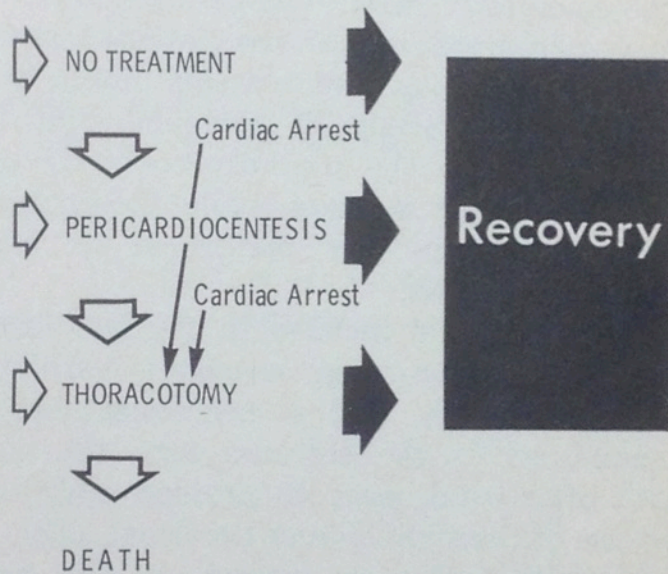 NO TREATMENT
Cardiac Arrest
PERICARDIOCENTESIS
Recovery
Cardiac Arrest
THORACOTOMY
DEATH